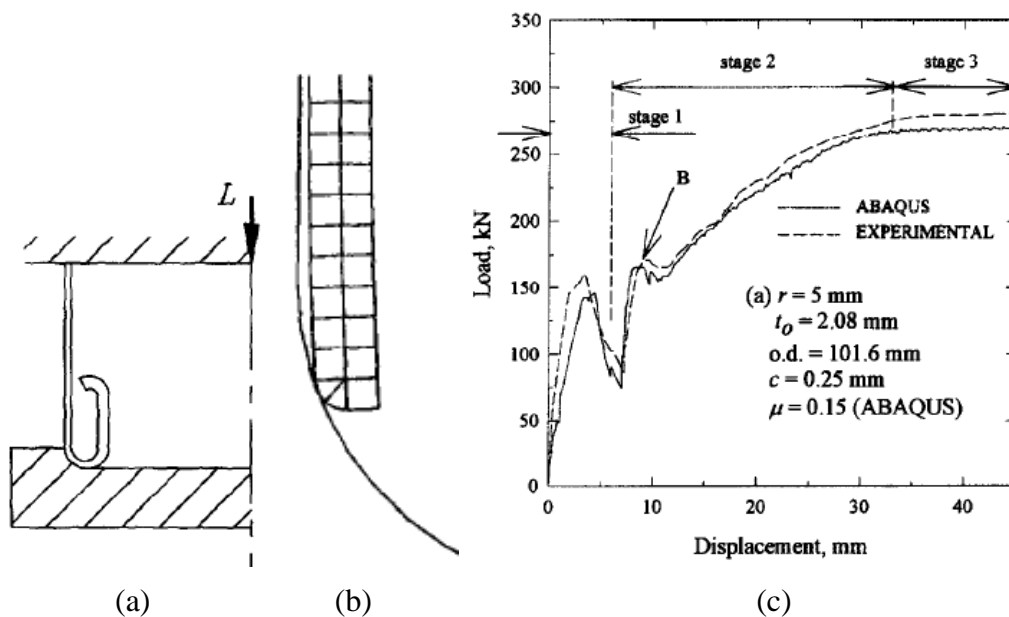 L
(a)
(b)
350
300
250
200
150
100
50
0
Load, kN
0
10
20
30
40
Displacement, mm
stage 2
stage 3
stage 1
B
ABAQUS
EXPERIMENTAL
(a) r = 5 mm
to = 2.08 mm
o.d. = 101.6 mm
c = 0.25 mm
μ = 0.15 (ABAQUS)
(c)